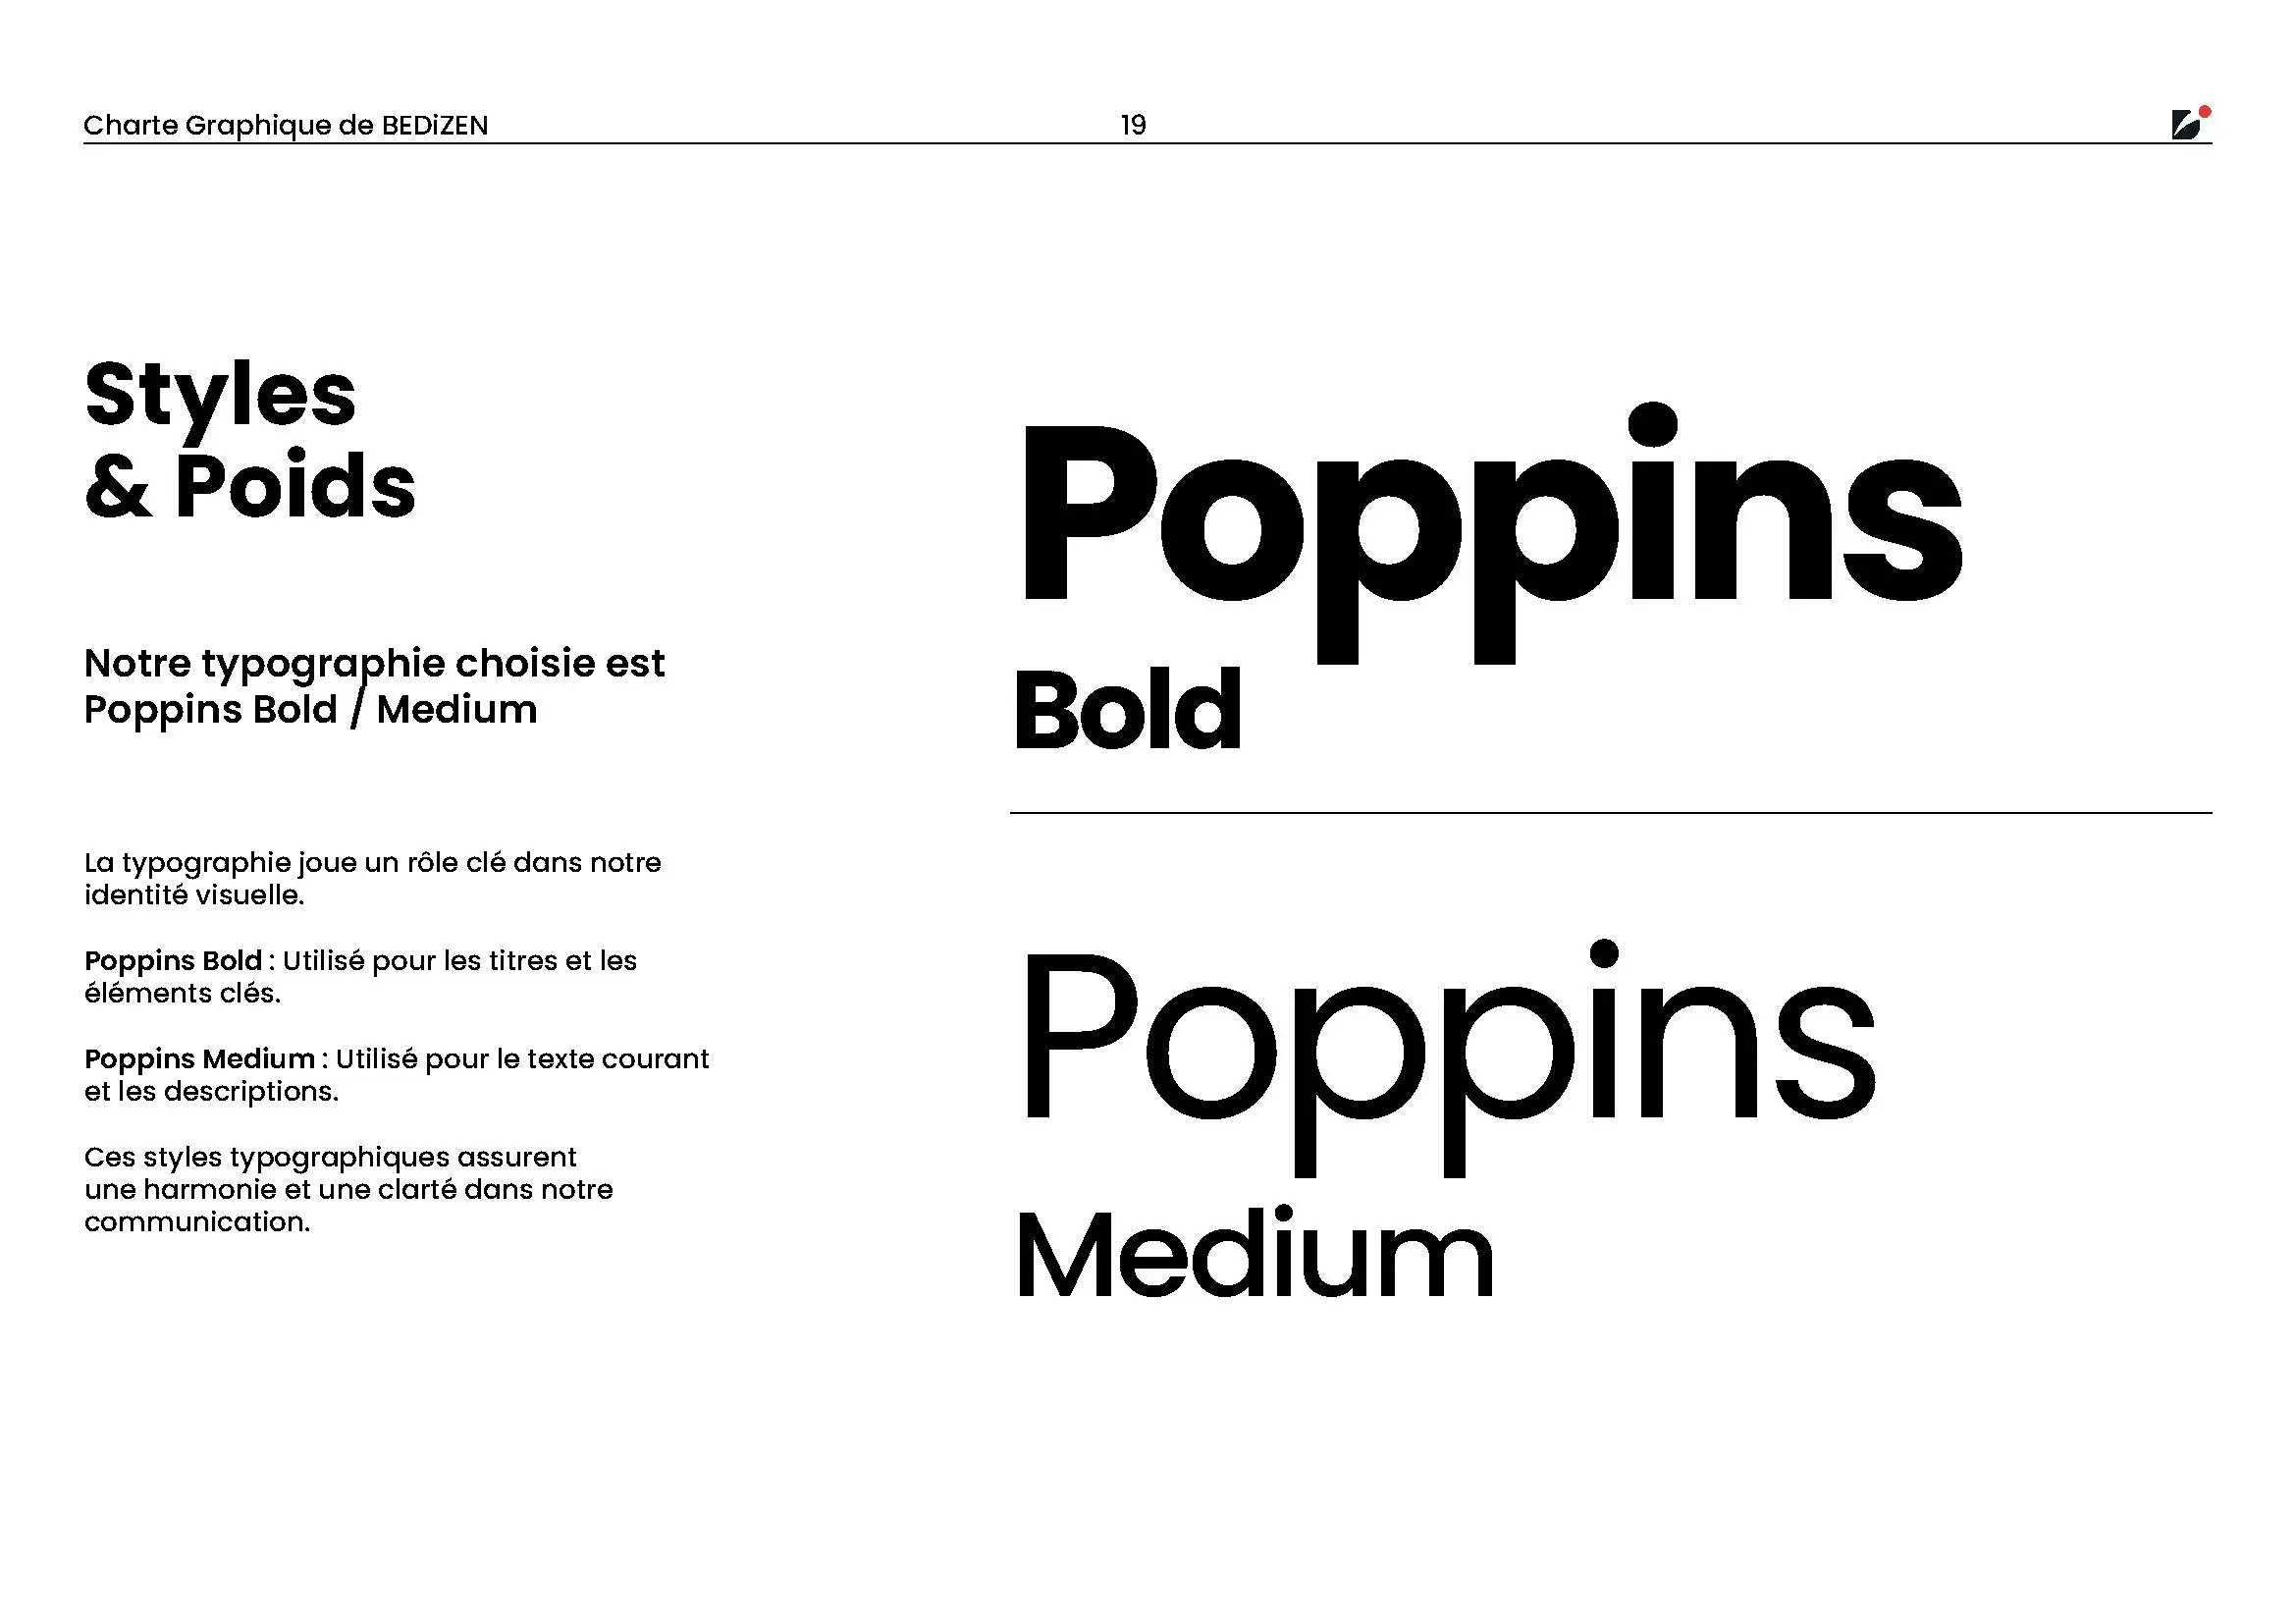 Charte Graphique de BEDiZEN
19
Styles
& Poids
Notre typographie choisie est
Poppins Bold / Medium
La typographie joue un rôle clé dans notre
identité visuelle.
Poppins Bold : Utilisé pour les titres et les
éléments clés.
Poppins Medium : Utilisé pour le texte courant
et les descriptions.
Ces styles typographiques assurent
une harmonie et une clarté dans notre
communication.
Poppins
Bold
Poppins
Medium